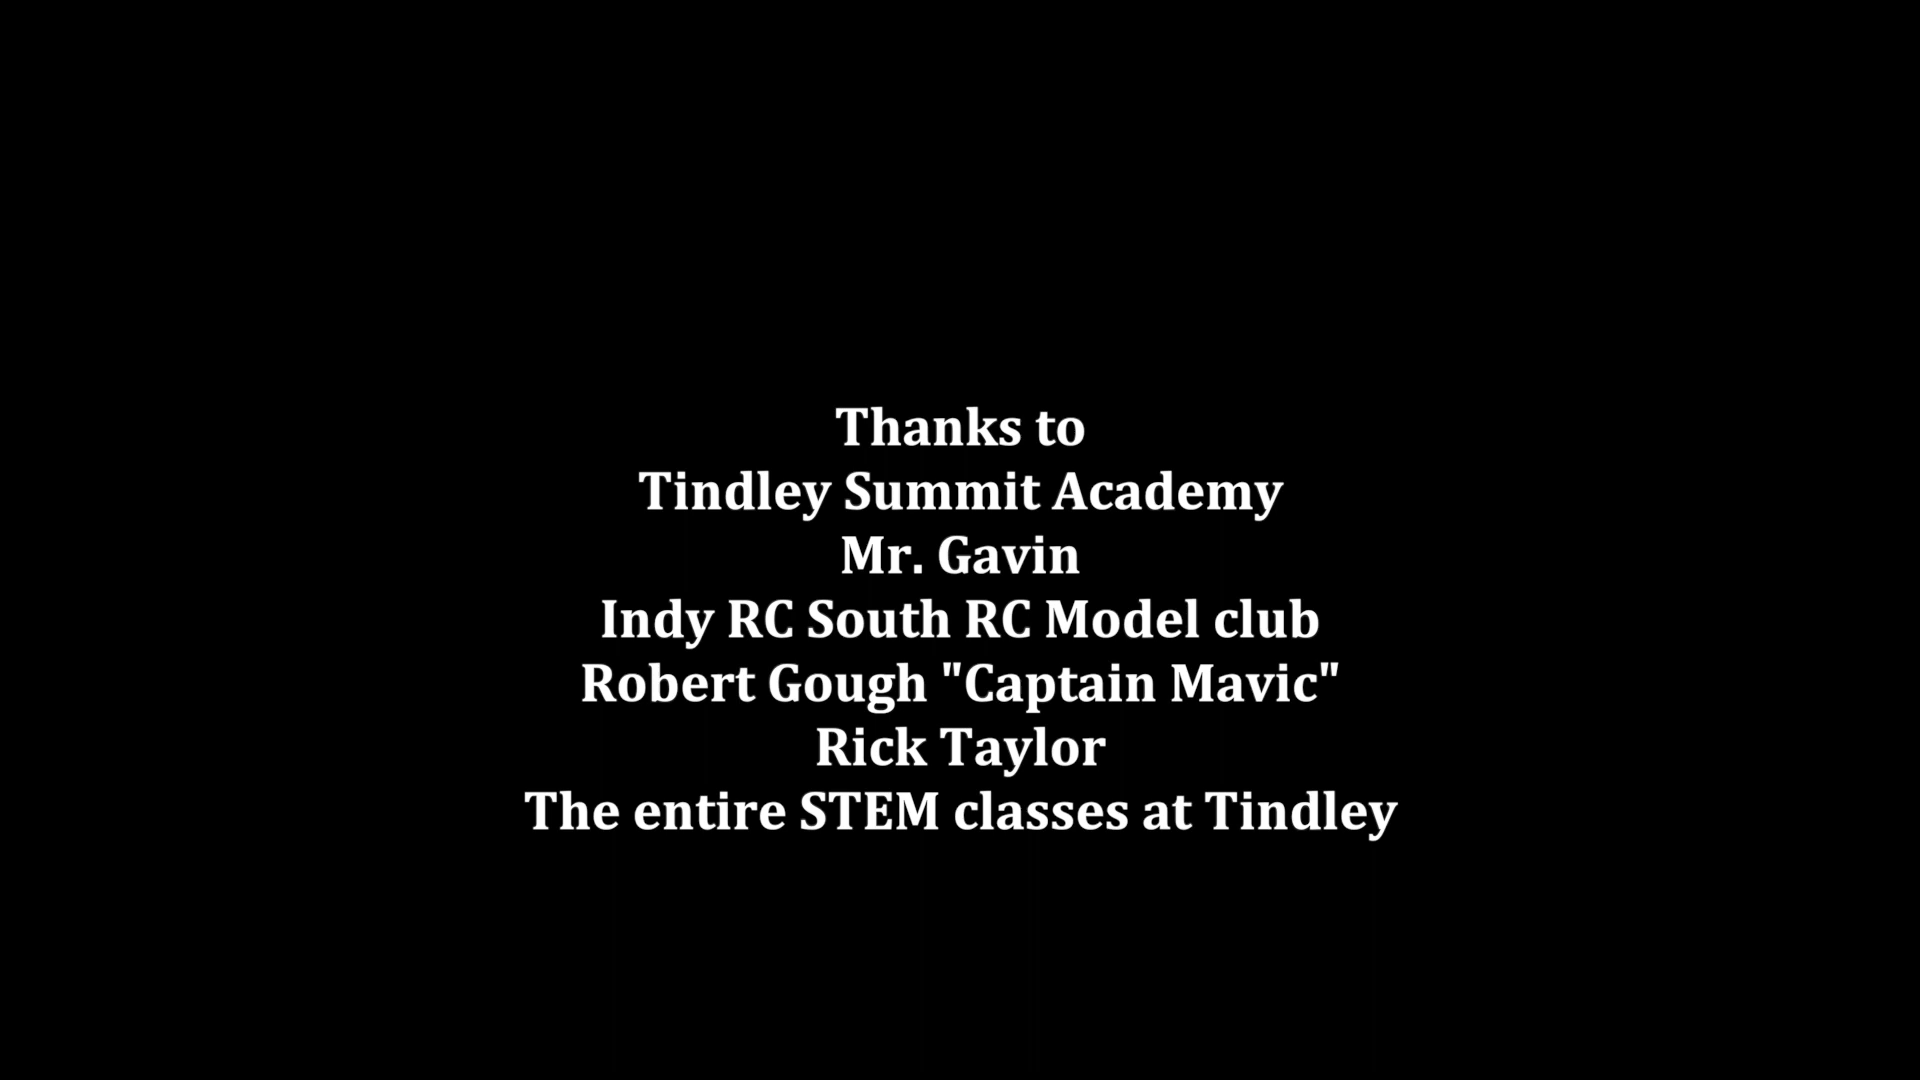 Thanks to
Tindley Summit Academy
Mr. Gavin
Indy RC South RC Model club
Robert Gough "Captain Mavic"
Rick Taylor
The entire STEM classes at Tindley